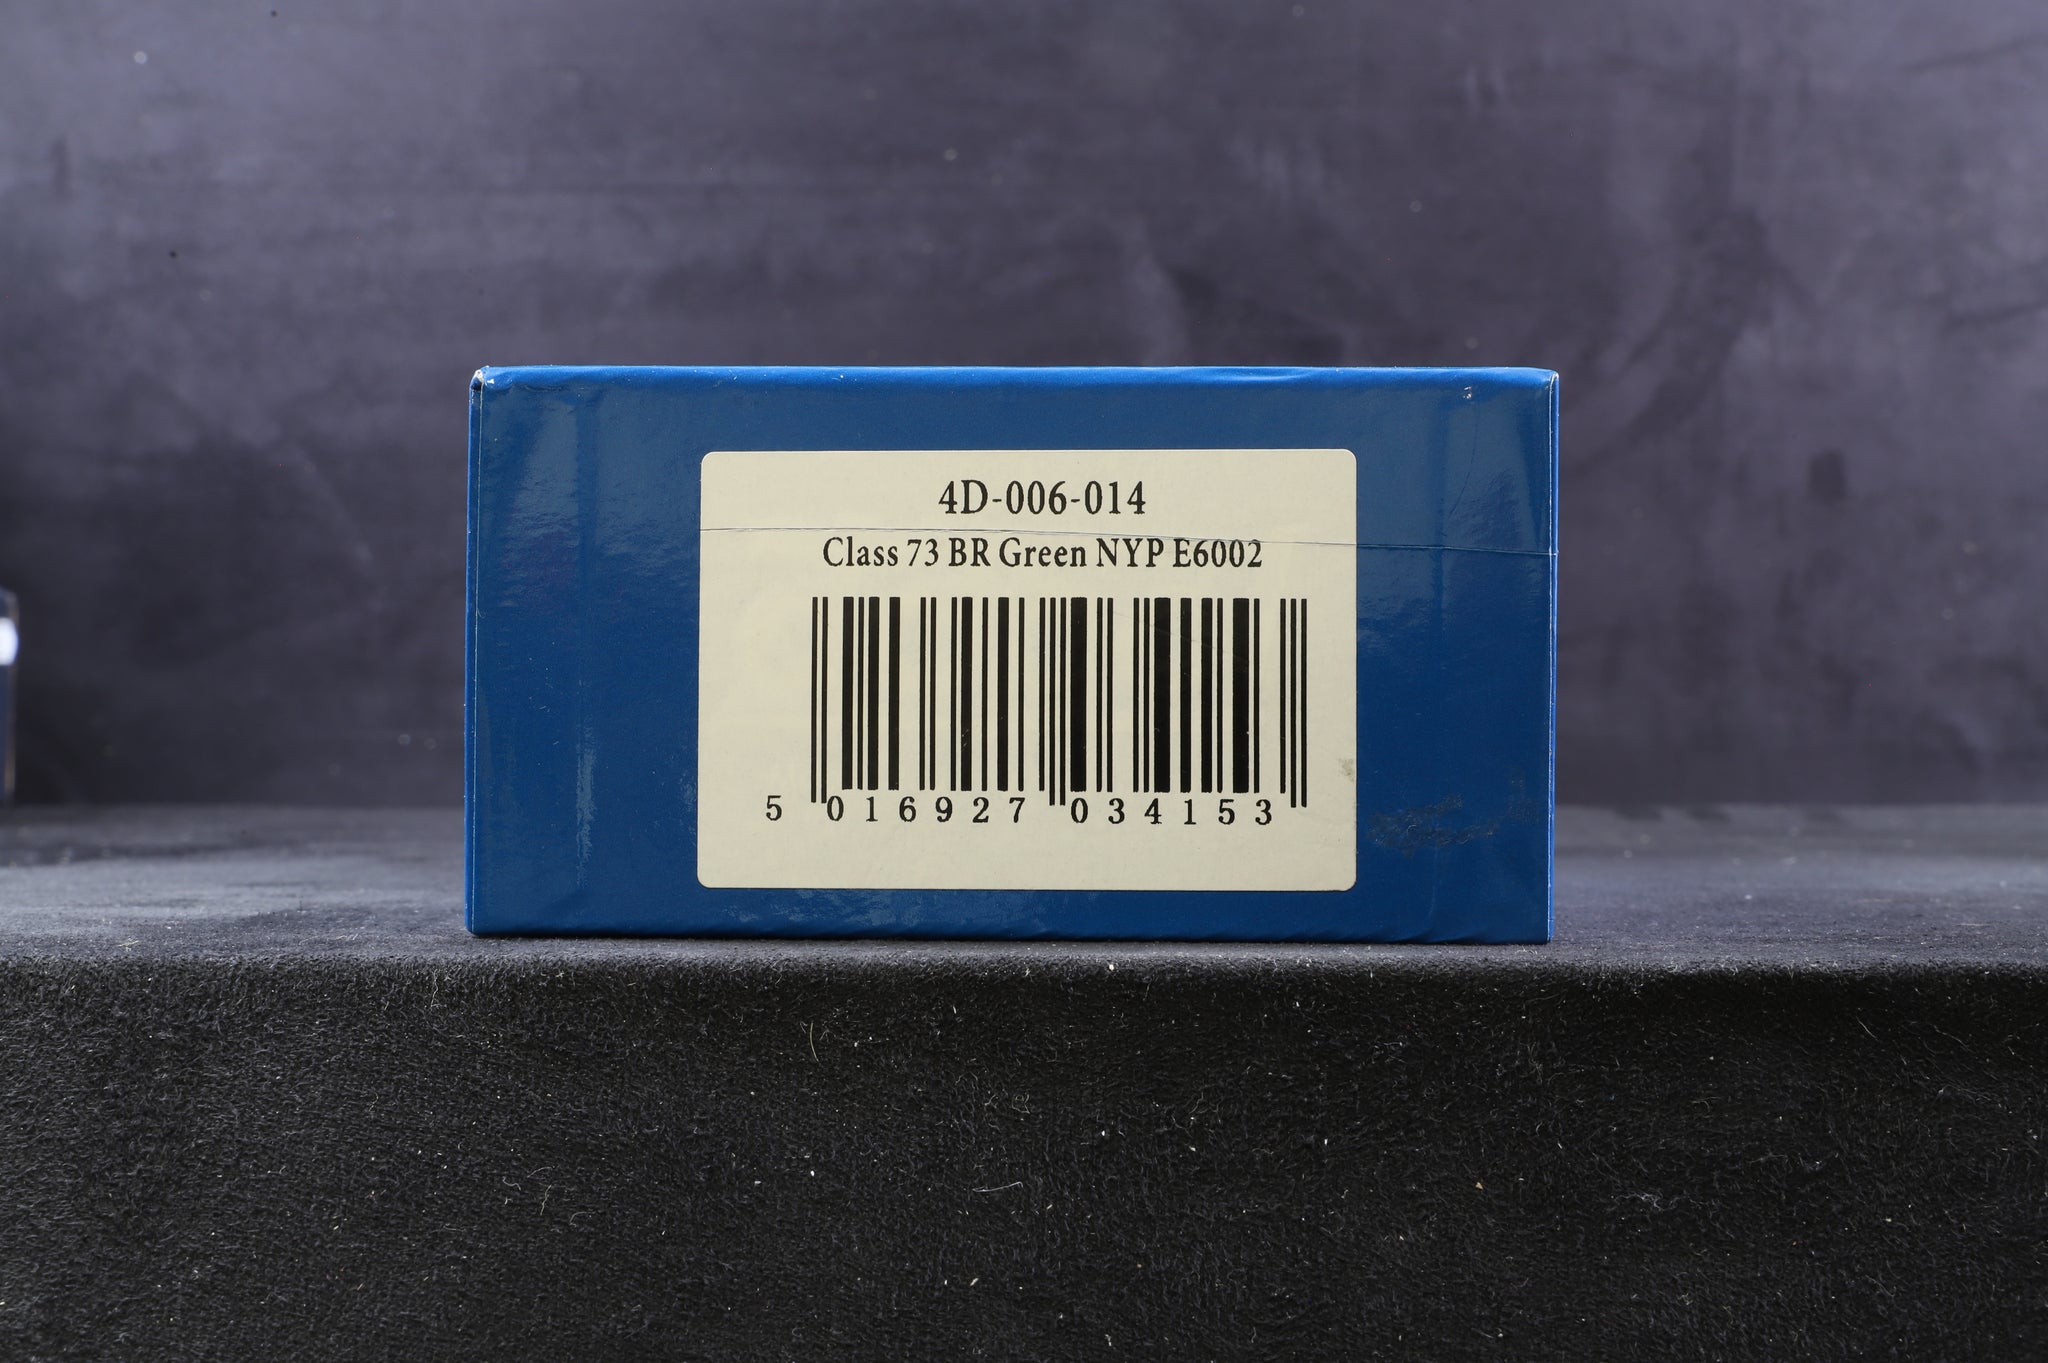 4D-006-014
Class 73 BR Green NYP E6002
5 016927 034153